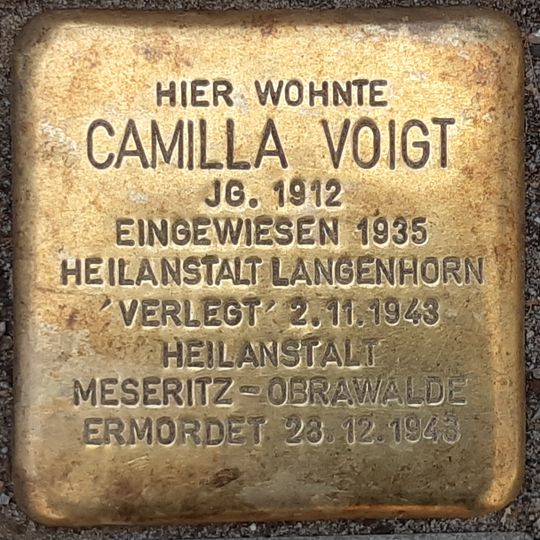 HIER WOHNTE
CAMILLA VOIGT
JG. 1912
EINGEWIESEN 1935
HEILANSTALT LANGENHORN
'VERLEGT' 2.11.1943
HEILANSTALT
MESERITZ-OBRAWALDE
ERMORDET 28.12.1943